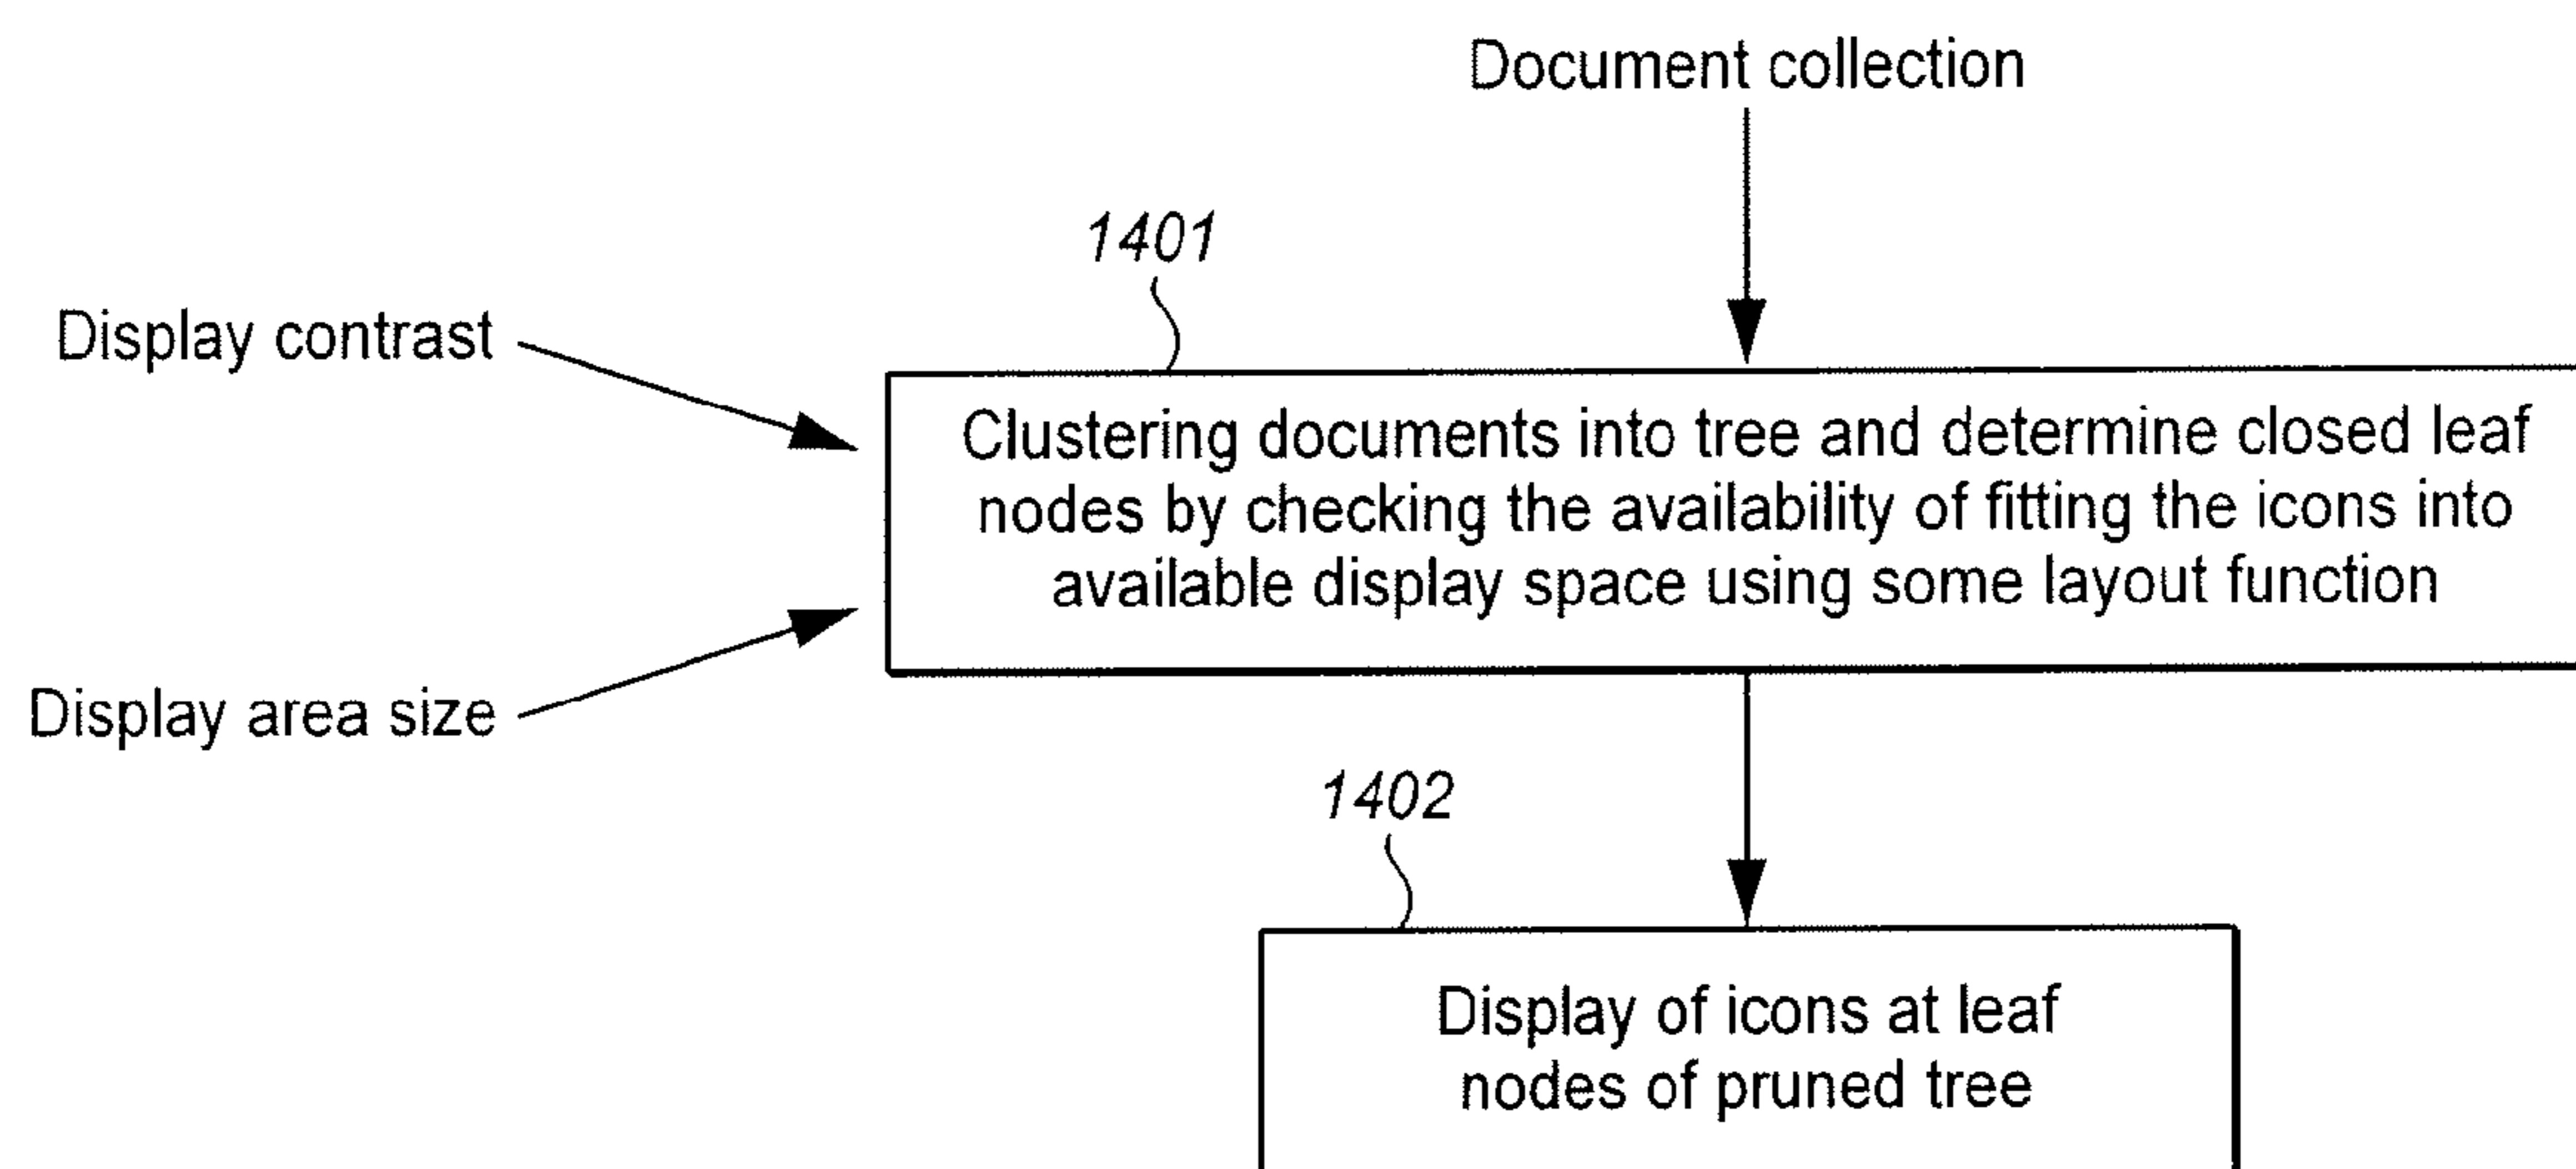 Document collection
1401
Display contrast
Clustering documents into tree and determine closed leaf
nodes by checking the availability of fitting the icons into
available display space using some layout function
Display area size
1402
Display of icons at leaf
nodes of pruned tree